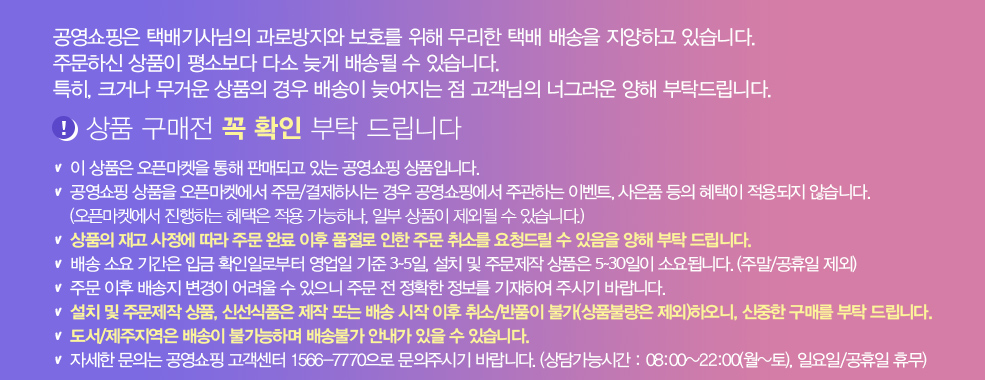 공영쇼핑은 택배기사님의 과로방지와 보호를 위해 무리한 택배 배송을 지양하고 있습니다.
주문하신 상품이 평소보다 다소 늦게 배송될 수 있습니다.
특히, 크거나 무거운 상품의 경우 배송이 늦어지는 점 고객님의 너그러운 양해 부탁드립니다.
! 상품 구매전 꼭 확인 부탁 드립니다
이 상품은 오픈마켓을 통해 판매되고 있는 공영쇼핑 상품입니다.
공영쇼핑 상품을 오픈마켓에서 주문/결제하시는 경우 공영쇼핑에서 주관하는 이벤트, 사은품 등의 혜택이 적용되지 않습니다.
(오픈마켓에서 진행하는 혜택은 적용 가능하나, 일부 상품이 제외될 수 있습니다.)
상품의 재고 사정에 따라 주문 완료 이후 품절로 인한 주문 취소를 요청드릴 수 있음을 양해 부탁 드립니다.
배송 소요 기간은 입금 확인일로부터 영업일 기준 3-5일, 설치 및 주문제작 상품은 5-30일이 소요됩니다. (주말/공휴일 제외)
주문 이후 배송지 변경이 어려울 수 있으니 주문 전 정확한 정보를 기재하여 주시기 바랍니다.
설치 및 주문제작 상품, 신선식품은 제작 또는 배송 시작 이후 취소/반품이 불가(상품불량은 제외)하오니, 신중한 구매를 부탁 드립니다.
도서/제주지역은 배송이 불가능하며 배송불가 안내가 있을 수 있습니다.
자세한 문의는 공영쇼핑 고객센터 1566-7770으로 문의주시기 바랍니다. (상담가능시간 : 08:00~22:00(월~토), 일요일/공휴일 휴무)